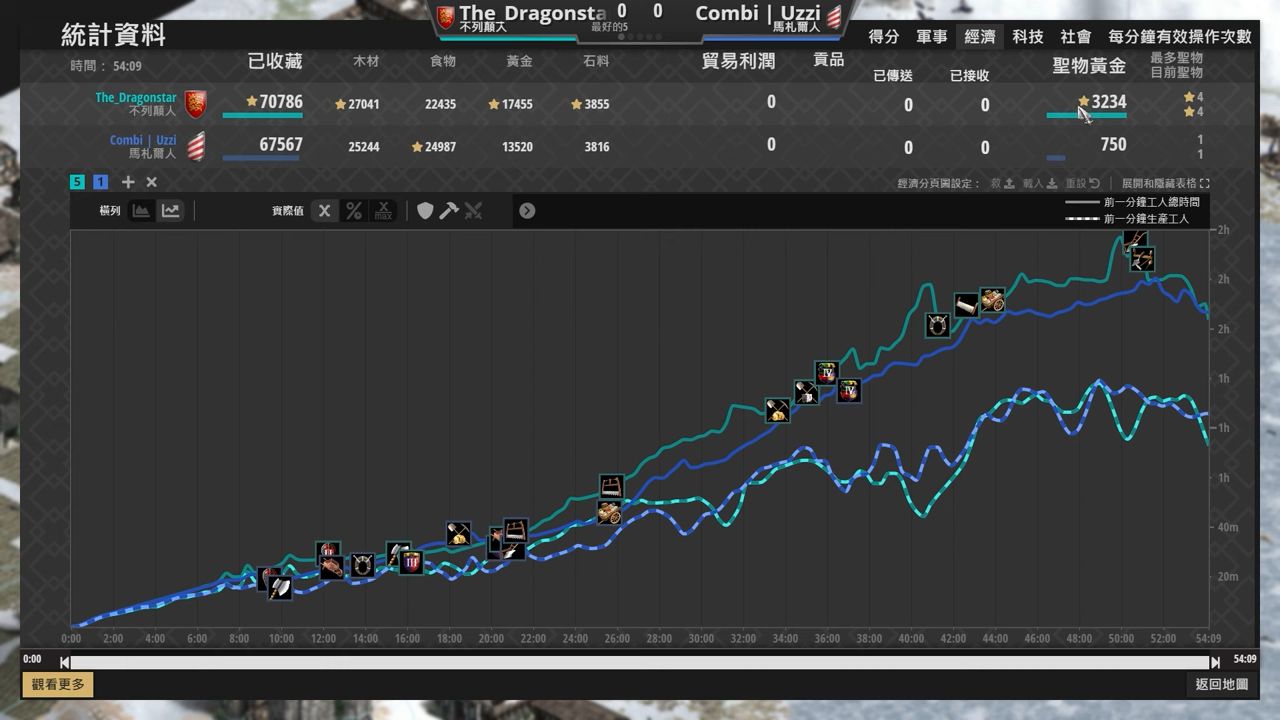 The_Dragonsta 0 0 Combi | Uzzi
不列顛人 最好的5 馬札爾人
統計資料
得分 軍事 經濟 科技 社會 每分鐘有效操作次數
時間： 54:09
已收藏 木材 食物 黃金 石料 貿易利潤 貢品 已傳送 已接收 聖物黃金 最多聖物
目前聖物
The_Dragonstar 70786 27041 22435 17455 3855 0 0 0 3234 4
不列顛人 4
Combi | Uzzi 67567 25244 24987 13520 3816 0 0 0 750 1
馬札爾人 1
5 1 + ×
經濟分頁圖設定： 載入 重設 展開和隱藏表格
橫列 實際值 X % X max
前一分鐘工人總時間
前一分鐘生產工人
2h
2h
2h
1h
1h
1h
40m
20m
III
IV
IV
0:00 2:00 4:00 6:00 8:00 10:00 12:00 14:00 16:00 18:00 20:00 22:00 24:00 26:00 28:00 30:00 32:00 34:00 36:00 38:00 40:00 42:00 44:00 46:00 48:00 50:00 52:00 54:09
0:00 54:09
觀看更多 返回地圖